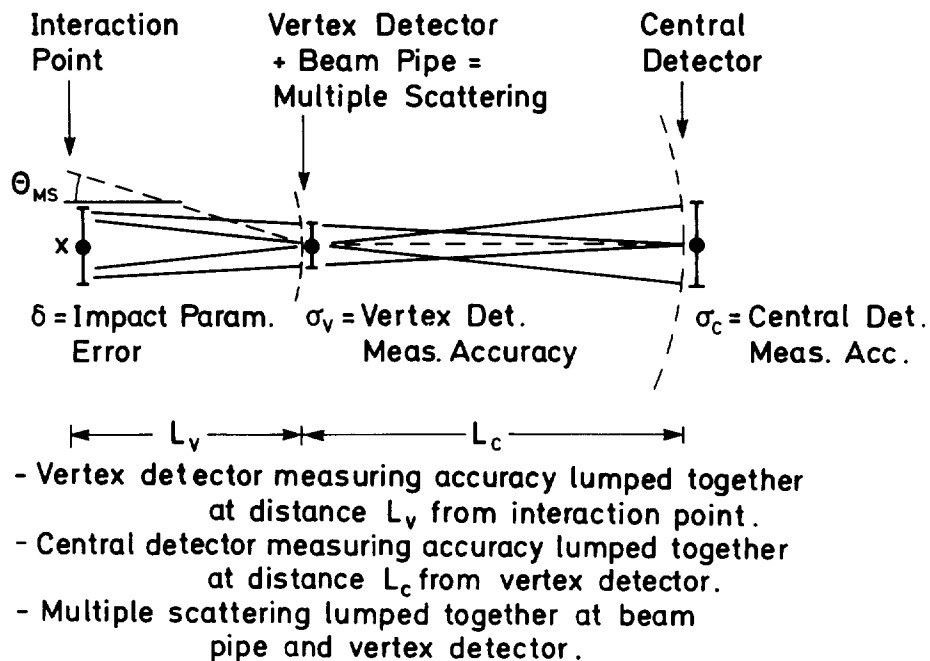 Interaction
Point
Vertex Detector
+ Beam Pipe =
Multiple Scattering
Central
Detector
Θ_MS
x
δ = Impact Param.
Error
σ_v = Vertex Det.
Meas. Accuracy
σ_c = Central Det.
Meas. Acc.
L_v
L_c
- Vertex detector measuring accuracy lumped together
at distance L_v from interaction point.
- Central detector measuring accuracy lumped together
at distance L_c from vertex detector.
- Multiple scattering lumped together at beam
pipe and vertex detector.